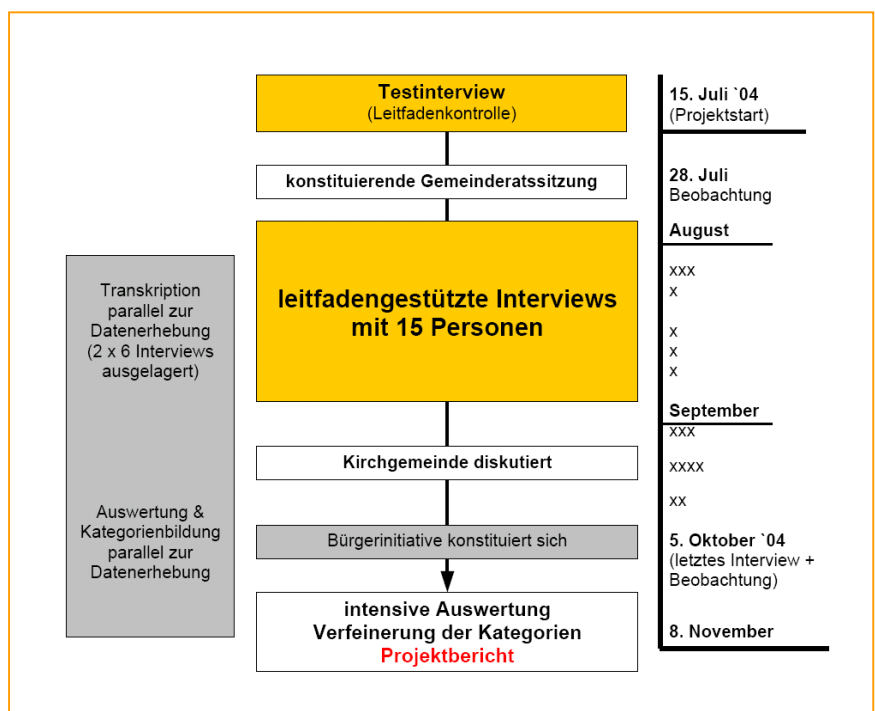 Testinterview
(Leitfadenkontrolle)
konstituierende Gemeinderatssitzung
leitfadengestützte Interviews
mit 15 Personen
Kirchgemeinde diskutiert
Bürgerinitiative konstituiert sich
intensive Auswertung
Verfeinerung der Kategorien
Projektbericht
Transkription
parallel zur
Datenerhebung
(2 x 6 Interviews
ausgelagert)
Auswertung &
Kategorienbildung
parallel zur
Datenerhebung
15. Juli `04
(Projektstart)
28. Juli
Beobachtung
August
xxx
x
x
x
x
September
xxx
xxxx
xx
5. Oktober `04
(letztes Interview +
Beobachtung)
8. November